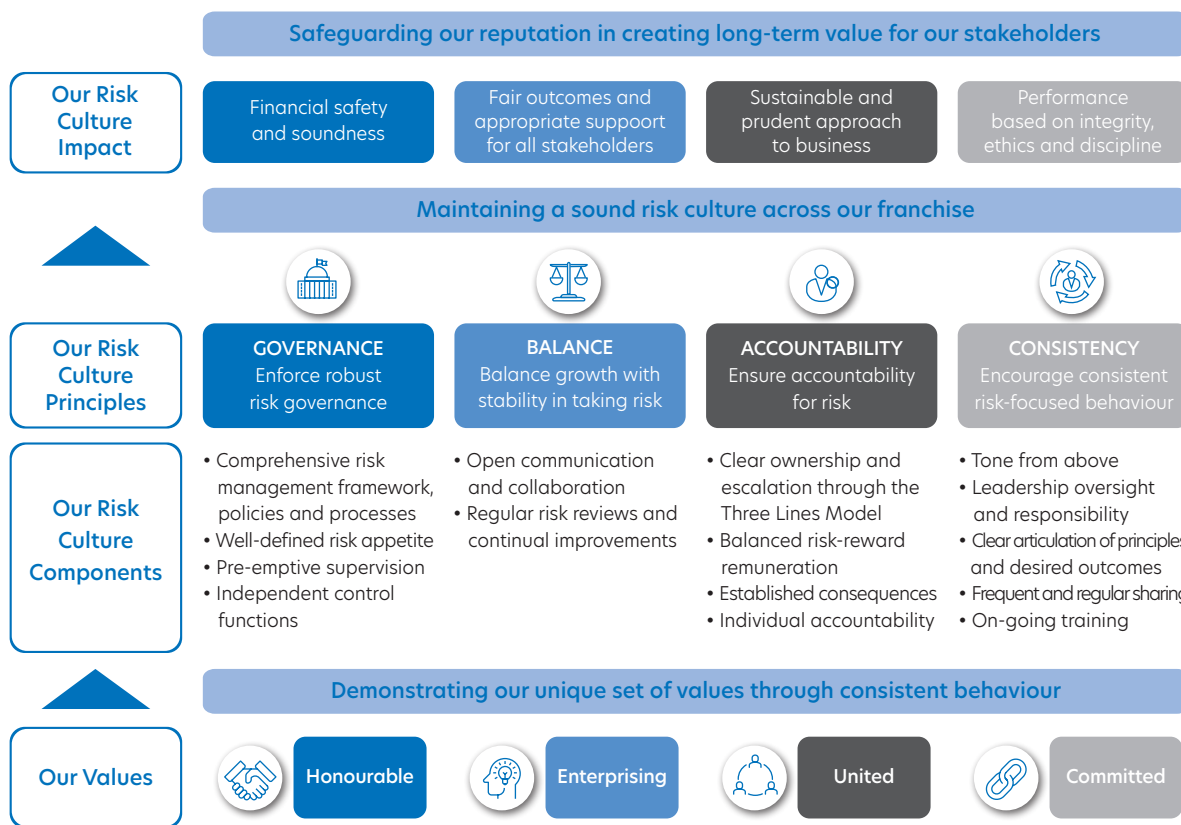 Safeguarding our reputation in creating long-term value for our stakeholders
Our Risk
Culture
Impact
Financial safety
and soundness
Fair outcomes and
appropriate suppoort
for all stakeholders
Sustainable and
prudent approach
to business
Performance
based on integrity,
ethics and discipline
Maintaining a sound risk culture across our franchise
Our Risk
Culture
Principles
GOVERNANCE
Enforce robust
risk governance
BALANCE
Balance growth with
stability in taking risk
ACCOUNTABILITY
Ensure accountability
for risk
CONSISTENCY
Encourage consistent
risk-focused behaviour
Our Risk
Culture
Components
• Comprehensive risk
management framework,
policies and processes
• Well-defined risk appetite
• Pre-emptive supervision
• Independent control
functions
• Open communication
and collaboration
• Regular risk reviews and
continual improvements
• Clear ownership and
escalation through the
Three Lines Model
• Balanced risk-reward
remuneration
• Established consequences
• Individual accountability
• Tone from above
• Leadership oversight
and responsibility
• Clear articulation of principles
and desired outcomes
• Frequent and regular sharing
• On-going training
Demonstrating our unique set of values through consistent behaviour
Our Values
Honourable
Enterprising
United
Committed